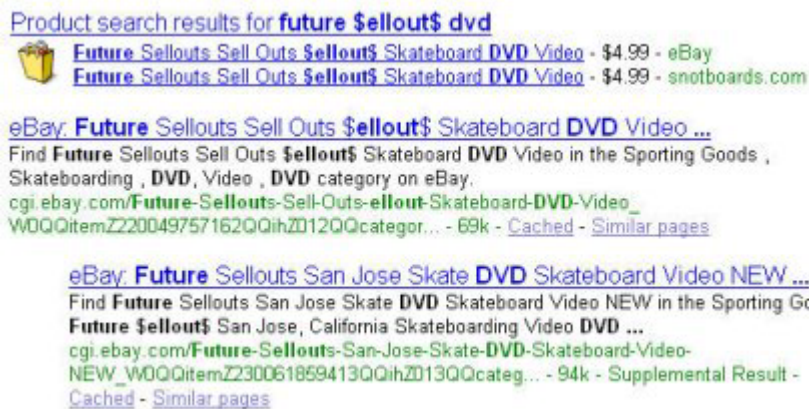 Product search results for future $ellout$ dvd
Future Sellouts Sell Outs $ellout$ Skateboard DVD Video - $4.99 - eBay
Future Sellouts Sell Outs $ellout$ Skateboard DVD Video - $4.99 - snotboards.com
eBay: Future Sellouts Sell Outs $ellout$ Skateboard DVD Video ...
Find Future Sellouts Sell Outs $ellout$ Skateboard DVD Video in the Sporting Goods ,
Skateboarding , DVD, Video , DVD category on eBay.
cgi.ebay.com/Future-Sellouts-Sell-Outs-ellout-Skateboard-DVD-Video_
W0QQitemZ220049757162QQihZ012QQcategor... - 69k - Cached - Similar pages
eBay: Future Sellouts San Jose Skate DVD Skateboard Video NEW ...
Find Future Sellouts San Jose Skate DVD Skateboard Video NEW in the Sporting Go
Future $ellout$ San Jose, California Skateboarding Video DVD ...
cgi.ebay.com/Future-Sellouts-San-Jose-Skate-DVD-Skateboard-Video-
NEW_W0QQitemZ230061859413QQihZ013QQcateg... - 94k - Supplemental Result -
Cached - Similar pages